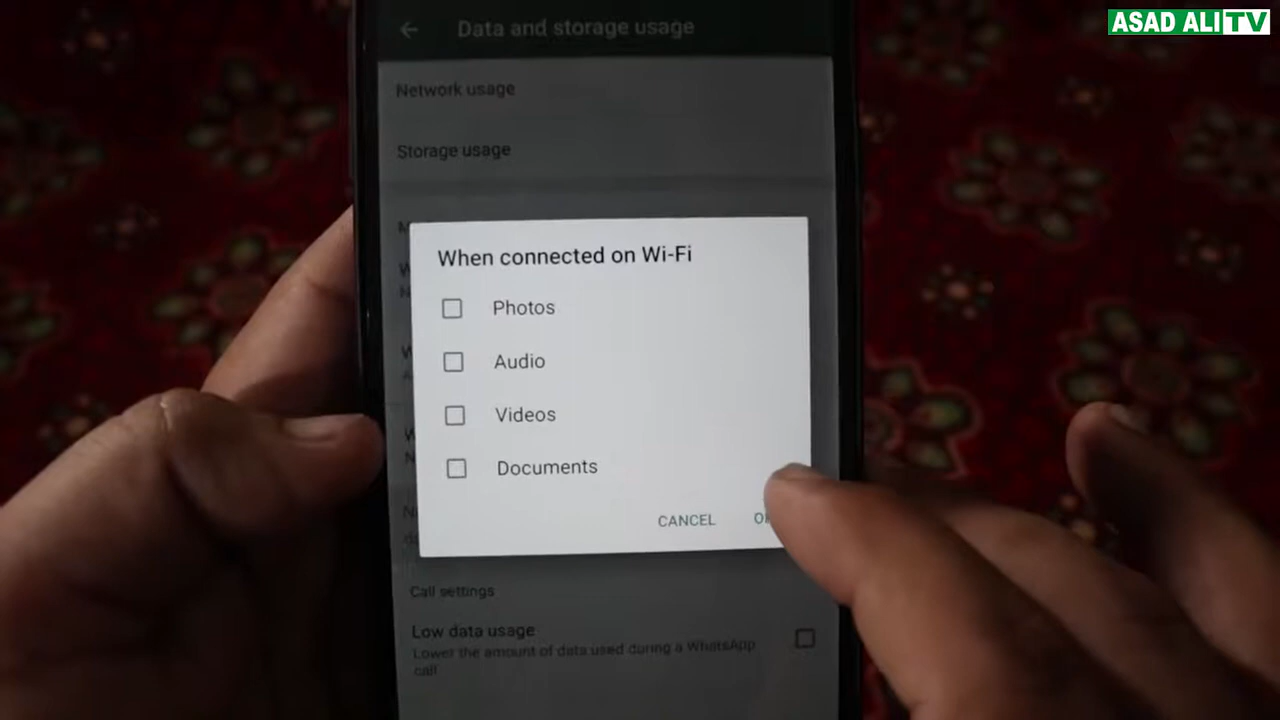 ASAD ALI TV
Data and storage usage
Network usage
Storage usage
When connected on Wi-Fi
Photos
Audio
Videos
Documents
CANCEL
Call settings
Low data usage
Lower the amount of data used during a WhatsApp
call